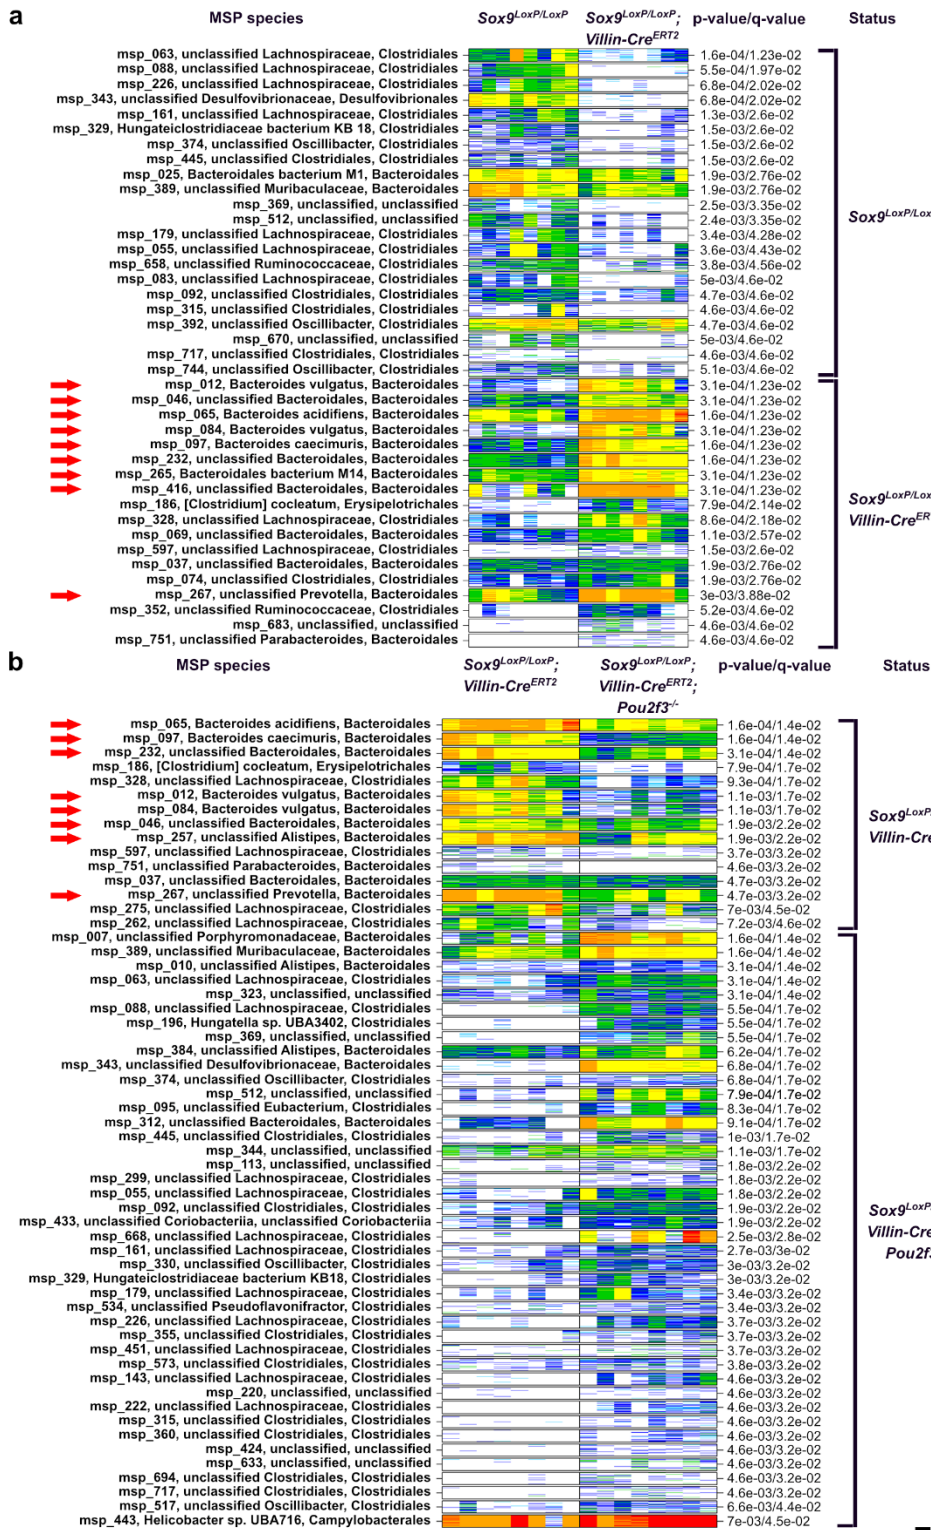 a
MSP species Sox9LoxP/LoxP Sox9LoxP/LoxP; Villin-CreERT2 p-value/q-value Status
msp_063, unclassified Lachnospiraceae, Clostridiales 1.6e-04/1.23e-02
msp_088, unclassified Lachnospiraceae, Clostridiales 5.5e-04/1.97e-02
msp_226, unclassified Lachnospiraceae, Clostridiales 6.8e-04/2.02e-02
msp_343, unclassified Desulfovibrionaceae, Desulfovibrionales 6.8e-04/2.02e-02
msp_161, unclassified Lachnospiraceae, Clostridiales 1.3e-03/2.6e-02
msp_329, Hungateiclostridiaceae bacterium KB 18, Clostridiales 1.5e-03/2.6e-02
msp_374, unclassified Oscillibacter, Clostridiales 1.5e-03/2.6e-02
msp_445, unclassified Clostridiales, Clostridiales 1.5e-03/2.6e-02
msp_025, Bacteroidales bacterium M1, Bacteroidales 1.9e-03/2.76e-02
msp_389, unclassified Muribaculaceae, Bacteroidales 1.9e-03/2.76e-02
msp_369, unclassified, unclassified 2.5e-03/3.35e-02
msp_512, unclassified, unclassified 2.4e-03/3.35e-02
msp_179, unclassified Lachnospiraceae, Clostridiales 3.4e-03/4.28e-02
msp_055, unclassified Lachnospiraceae, Clostridiales 3.6e-03/4.43e-02
msp_658, unclassified Ruminococcaceae, Clostridiales 3.8e-03/4.56e-02
msp_083, unclassified Lachnospiraceae, Clostridiales 5e-03/4.6e-02
msp_092, unclassified Clostridiales, Clostridiales 4.7e-03/4.6e-02
msp_315, unclassified Clostridiales, Clostridiales 4.6e-03/4.6e-02
msp_392, unclassified Oscillibacter, Clostridiales 4.7e-03/4.6e-02
msp_670, unclassified, unclassified 5e-03/4.6e-02
msp_717, unclassified Clostridiales, Clostridiales 4.6e-03/4.6e-02
msp_744, unclassified Oscillibacter, Clostridiales 5.1e-03/4.6e-02
Sox9LoxP/Lox
msp_012, Bacteroides vulgatus, Bacteroidales 3.1e-04/1.23e-02
msp_046, unclassified Bacteroidales, Bacteroidales 3.1e-04/1.23e-02
msp_065, Bacteroides acidifiens, Bacteroidales 1.6e-04/1.23e-02
msp_084, Bacteroides vulgatus, Bacteroidales 3.1e-04/1.23e-02
msp_097, Bacteroides caecimuris, Bacteroidales 1.6e-04/1.23e-02
msp_232, unclassified Bacteroidales, Bacteroidales 1.6e-04/1.23e-02
msp_265, Bacteroidales bacterium M14, Bacteroidales 3.1e-04/1.23e-02
msp_416, unclassified Bacteroidales, Bacteroidales 3.1e-04/1.23e-02
msp_186, [Clostridium] cocleatum, Erysipelotrichales 7.9e-04/2.14e-02
msp_328, unclassified Lachnospiraceae, Clostridiales 8.6e-04/2.18e-02
msp_069, unclassified Bacteroidales, Bacteroidales 1.1e-03/2.57e-02
msp_597, unclassified Lachnospiraceae, Clostridiales 1.5e-03/2.6e-02
msp_037, unclassified Bacteroidales, Bacteroidales 1.9e-03/2.76e-02
msp_074, unclassified Clostridiales, Clostridiales 1.9e-03/2.76e-02
msp_267, unclassified Prevotella, Bacteroidales 3e-03/3.88e-02
msp_352, unclassified Ruminococcaceae, Clostridiales 5.2e-03/4.6e-02
msp_683, unclassified, unclassified 4.6e-03/4.6e-02
msp_751, unclassified Parabacteroides, Bacteroidales 4.6e-03/4.6e-02
Sox9LoxP/Lox
Villin-CreER
b
MSP species Sox9LoxP/LoxP; Villin-CreERT2 Sox9LoxP/LoxP; Villin-CreERT2; Pou2f3-/- p-value/q-value Status
msp_065, Bacteroides acidifiens, Bacteroidales 1.6e-04/1.4e-02
msp_097, Bacteroides caecimuris, Bacteroidales 1.6e-04/1.4e-02
msp_232, unclassified Bacteroidales, Bacteroidales 3.1e-04/1.4e-02
msp_186, [Clostridium] cocleatum, Erysipelotrichales 7.9e-04/1.7e-02
msp_328, unclassified Lachnospiraceae, Clostridiales 9.3e-04/1.7e-02
msp_012, Bacteroides vulgatus, Bacteroidales 1.1e-03/1.7e-02
msp_084, Bacteroides vulgatus, Bacteroidales 1.1e-03/1.7e-02
msp_046, unclassified Bacteroidales, Bacteroidales 1.9e-03/2.2e-02
msp_257, unclassified Alistipes, Bacteroidales 1.9e-03/2.2e-02
msp_597, unclassified Lachnospiraceae, Clostridiales 3.7e-03/3.2e-02
msp_751, unclassified Parabacteroides, Bacteroidales 4.6e-03/3.2e-02
msp_037, unclassified Bacteroidales, Bacteroidales 4.7e-03/3.2e-02
msp_267, unclassified Prevotella, Bacteroidales 4.7e-03/3.2e-02
msp_275, unclassified Lachnospiraceae, Clostridiales 7e-03/4.5e-02
msp_262, unclassified Lachnospiraceae, Clostridiales 7.2e-03/4.6e-02
Sox9LoxP/
Villin-Cre
msp_007, unclassified Porphyromonadaceae, Bacteroidales 1.6e-04/1.4e-02
msp_389, unclassified Muribaculaceae, Bacteroidales 1.6e-04/1.4e-02
msp_010, unclassified Alistipes, Bacteroidales 3.1e-04/1.4e-02
msp_063, unclassified Lachnospiraceae, Clostridiales 3.1e-04/1.4e-02
msp_323, unclassified, unclassified 3.1e-04/1.4e-02
msp_088, unclassified Lachnospiraceae, Clostridiales 5.5e-04/1.7e-02
msp_196, Hungatella sp. UBA3402, Clostridiales 5.5e-04/1.7e-02
msp_369, unclassified, unclassified 5.5e-04/1.7e-02
msp_384, unclassified Alistipes, Bacteroidales 6.2e-04/1.7e-02
msp_343, unclassified Desulfovibrionaceae, Bacteroidales 6.8e-04/1.7e-02
msp_374, unclassified Oscillibacter, Clostridiales 6.8e-04/1.7e-02
msp_512, unclassified, unclassified 7.9e-04/1.7e-02
msp_095, unclassified Eubacterium, Clostridiales 8.3e-04/1.7e-02
msp_312, unclassified Bacteroidales, Bacteroidales 9.1e-04/1.7e-02
msp_445, unclassified Clostridiales, Clostridiales 1e-03/1.7e-02
msp_344, unclassified, unclassified 1.1e-03/1.7e-02
msp_113, unclassified, unclassified 1.8e-03/2.2e-02
msp_299, unclassified Lachnospiraceae, Clostridiales 1.8e-03/2.2e-02
msp_055, unclassified Lachnospiraceae, Clostridiales 1.8e-03/2.2e-02
msp_092, unclassified Clostridiales, Clostridiales 1.9e-03/2.2e-02
msp_433, unclassified Coriobacteriia, unclassified Coriobacteriia 1.9e-03/2.2e-02
msp_668, unclassified Lachnospiraceae, Clostridiales 2.5e-03/2.8e-02
msp_161, unclassified Lachnospiraceae, Clostridiales 2.7e-03/3e-02
msp_330, unclassified Oscillibacter, Clostridiales 3e-03/3.2e-02
msp_329, Hungateiclostridiaceae bacterium KB18, Clostridiales 3e-03/3.2e-02
msp_179, unclassified Lachnospiraceae, Clostridiales 3.4e-03/3.2e-02
msp_534, unclassified Pseudoflavonifractor, Clostridiales 3.4e-03/3.2e-02
msp_226, unclassified Lachnospiraceae, Clostridiales 3.7e-03/3.2e-02
msp_355, unclassified Clostridiales, Clostridiales 3.7e-03/3.2e-02
msp_451, unclassified Lachnospiraceae, Clostridiales 3.7e-03/3.2e-02
msp_573, unclassified Clostridiales, Clostridiales 3.8e-03/3.2e-02
msp_143, unclassified Lachnospiraceae, Clostridiales 4.6e-03/3.2e-02
msp_220, unclassified, unclassified 4.6e-03/3.2e-02
msp_222, unclassified Lachnospiraceae, Clostridiales 4.6e-03/3.2e-02
msp_315, unclassified Clostridiales, Clostridiales 4.6e-03/3.2e-02
msp_360, unclassified Clostridiales, Clostridiales 4.6e-03/3.2e-02
msp_424, unclassified, unclassified 4.6e-03/3.2e-02
msp_633, unclassified, unclassified 4.6e-03/3.2e-02
msp_694, unclassified Clostridiales, Clostridiales 4.6e-03/3.2e-02
msp_717, unclassified Clostridiales, Clostridiales 4.6e-03/3.2e-02
msp_517, unclassified Oscillibacter, Clostridiales 6.6e-03/4.4e-02
msp_443, Helicobacter sp. UBA716, Campylobacterales 7e-03/4.5e-02
Sox9LoxP/
Villin-Cre
Pou2f3